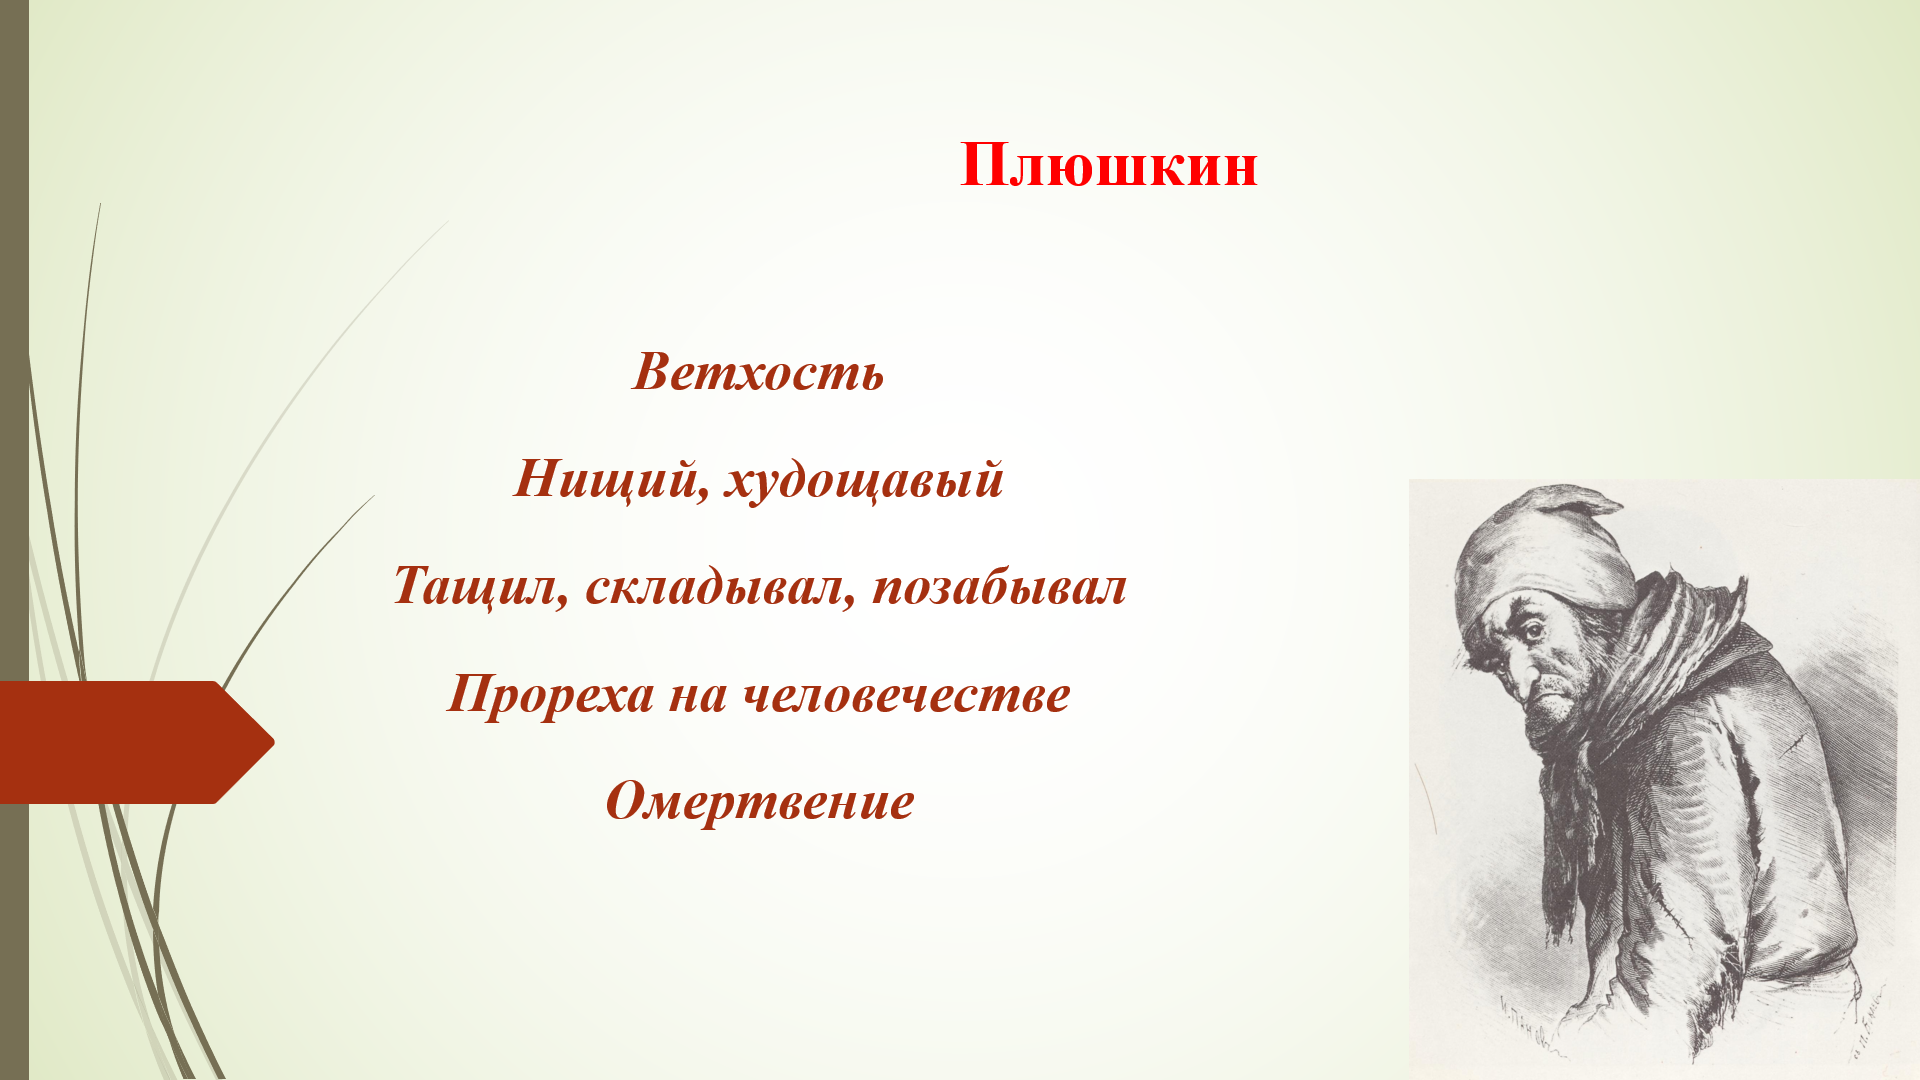 Плюшкин
Ветхость
Нищий, худощавый
Тащил, складывал, позабывал
Прореха на человечестве
Омертвение